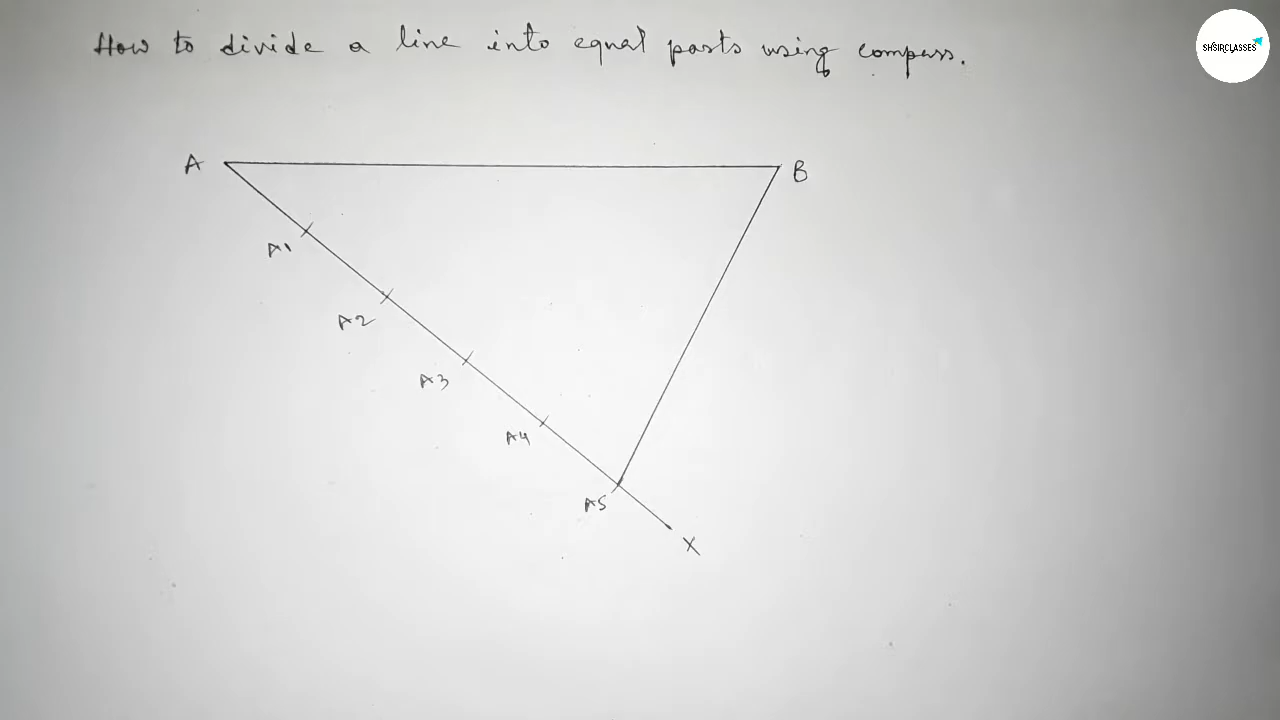 How to divide a line into equal parts using compass.
SHSIRCLASSES
A
B
A1
A2
A3
A4
A5
X